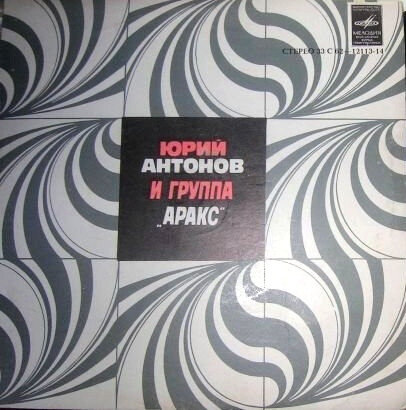 МЕЛОДИЯ
СТЕРЕО 33 С 62—12113-14
ЮРИЙ
АНТОНОВ
И ГРУППА
„АРАКС"